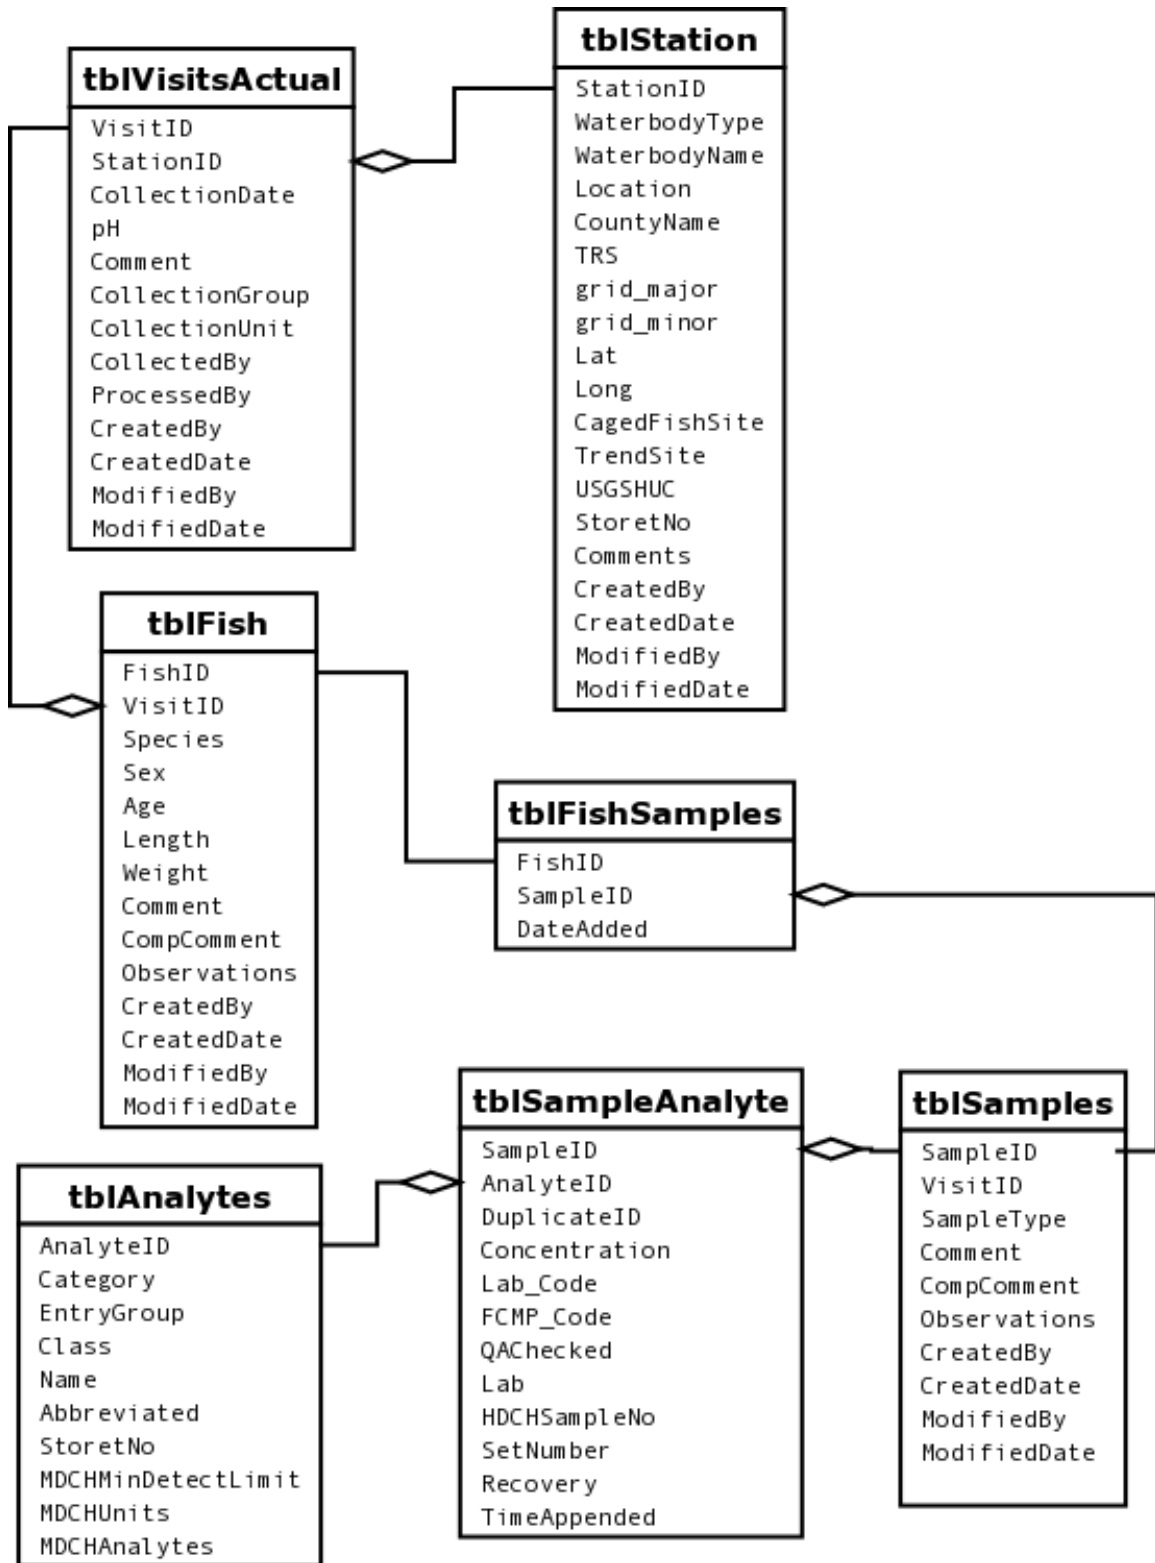 tblVisitsActual
VisitID
StationID
CollectionDate
pH
Comment
CollectionGroup
CollectionUnit
CollectedBy
ProcessedBy
CreatedBy
CreatedDate
ModifiedBy
ModifiedDate
tblStation
StationID
WaterbodyType
WaterbodyName
Location
CountyName
TRS
grid_major
grid_minor
Lat
Long
CagedFishSite
TrendSite
USGSHUC
StoretNo
Comments
CreatedBy
CreatedDate
ModifiedBy
ModifiedDate
tblFish
FishID
VisitID
Species
Sex
Age
Length
Weight
Comment
CompComment
Observations
CreatedBy
CreatedDate
ModifiedBy
ModifiedDate
tblFishSamples
FishID
SampleID
DateAdded
tblAnalytes
AnalyteID
Category
EntryGroup
Class
Name
Abbreviated
StoretNo
MDCHMinDetectLimit
MDCHUnits
MDCHAnalytes
tblSampleAnalyte
SampleID
AnalyteID
DuplicateID
Concentration
Lab_Code
FCMP_Code
QAChecked
Lab
HDCHSampleNo
SetNumber
Recovery
TimeAppended
tblSamples
SampleID
VisitID
SampleType
Comment
CompComment
Observations
CreatedBy
CreatedDate
ModifiedBy
ModifiedDate